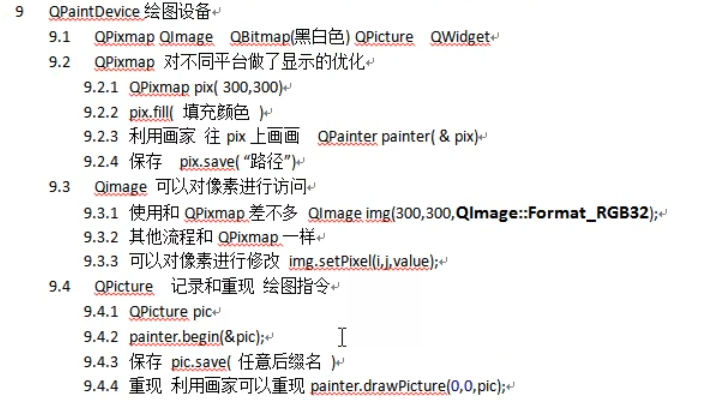 9 QPaintDevice 绘图设备
9.1 QPixmap QImage QBitmap(黑白色) QPicture QWidget
9.2 QPixmap 对不同平台做了显示的优化
9.2.1 QPixmap pix( 300,300)
9.2.2 pix.fill( 填充颜色 )
9.2.3 利用画家 往 pix 上画画 QPainter painter( & pix)
9.2.4 保存 pix.save( “路径”)
9.3 Qimage 可以对像素进行访问
9.3.1 使用和 QPixmap 差不多 QImage img(300,300,QImage::Format_RGB32);
9.3.2 其他流程和 QPixmap 一样
9.3.3 可以对像素进行修改 img.setPixel(i,j,value);
9.4 QPicture 记录和重现 绘图指令
9.4.1 QPicture pic
9.4.2 painter.begin(&pic);
9.4.3 保存 pic.save( 任意后缀名 )
9.4.4 重现 利用画家可以重现 painter.drawPicture(0,0,pic);